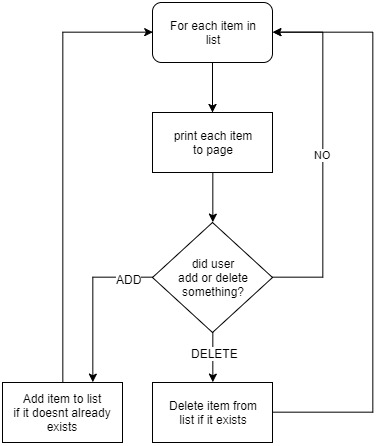 For each item in
list
print each item
to page
NO
did user
add or delete
something?
ADD
DELETE
Add item to list
if it doesnt already
exists
Delete item from
list if it exists